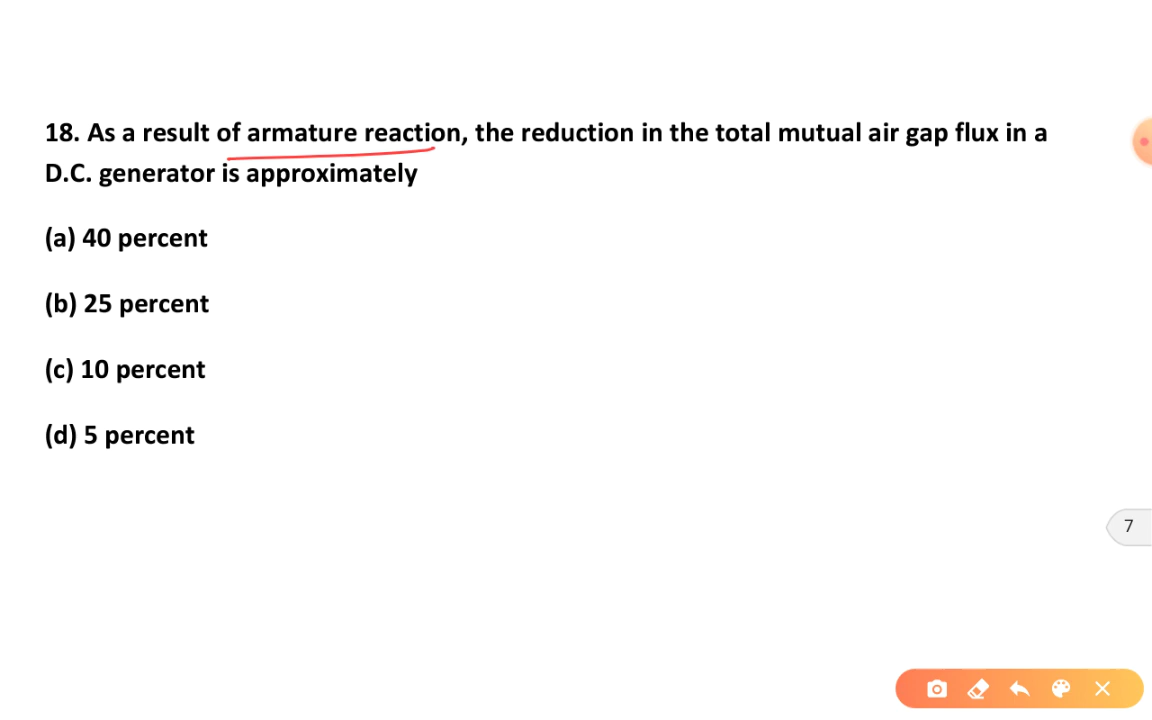 18. As a result of armature reaction, the reduction in the total mutual air gap flux in a
D.C. generator is approximately
(a) 40 percent
(b) 25 percent
(c) 10 percent
(d) 5 percent
7